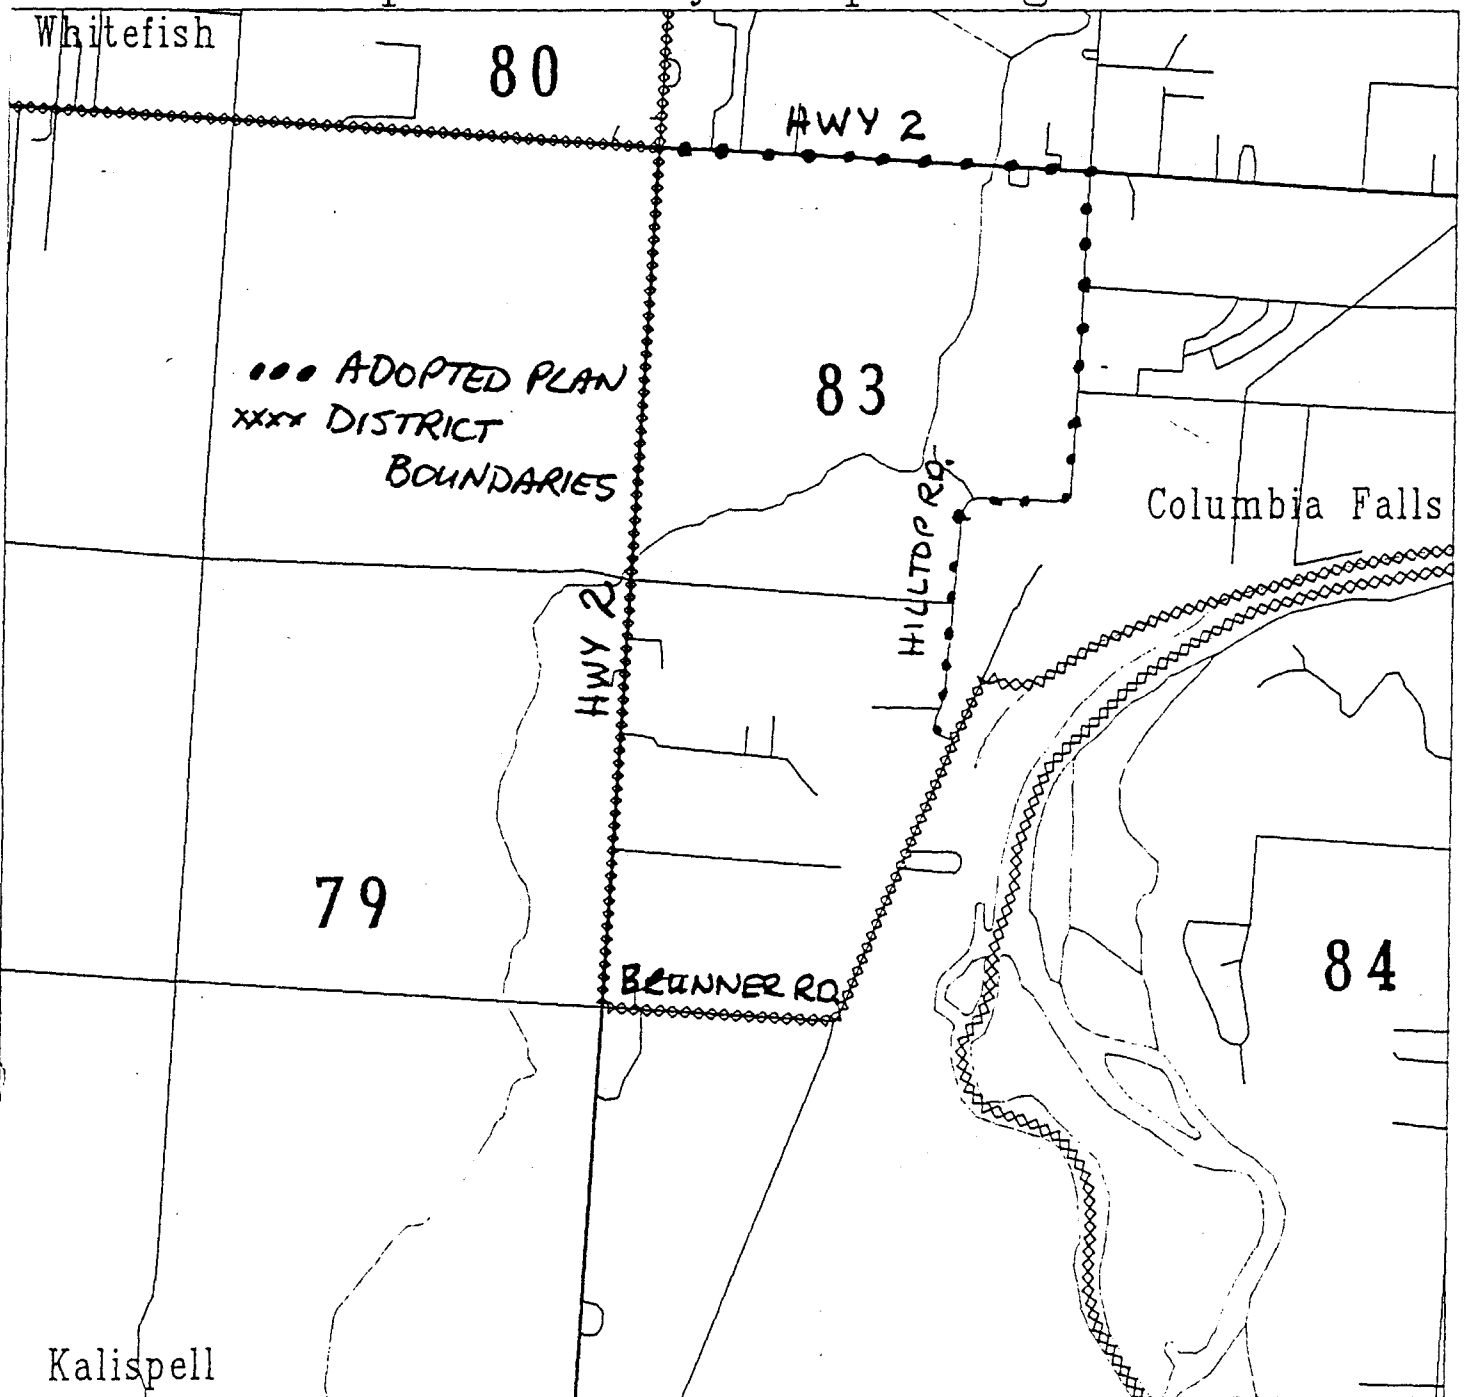 Whitefish
80
HWY 2
••• ADOPTED PLAN
xxxx DISTRICT
BOUNDARIES
83
HILLTOP RD.
Columbia Falls
HWY 2
79
BRUNNER RD.
84
Kalispell